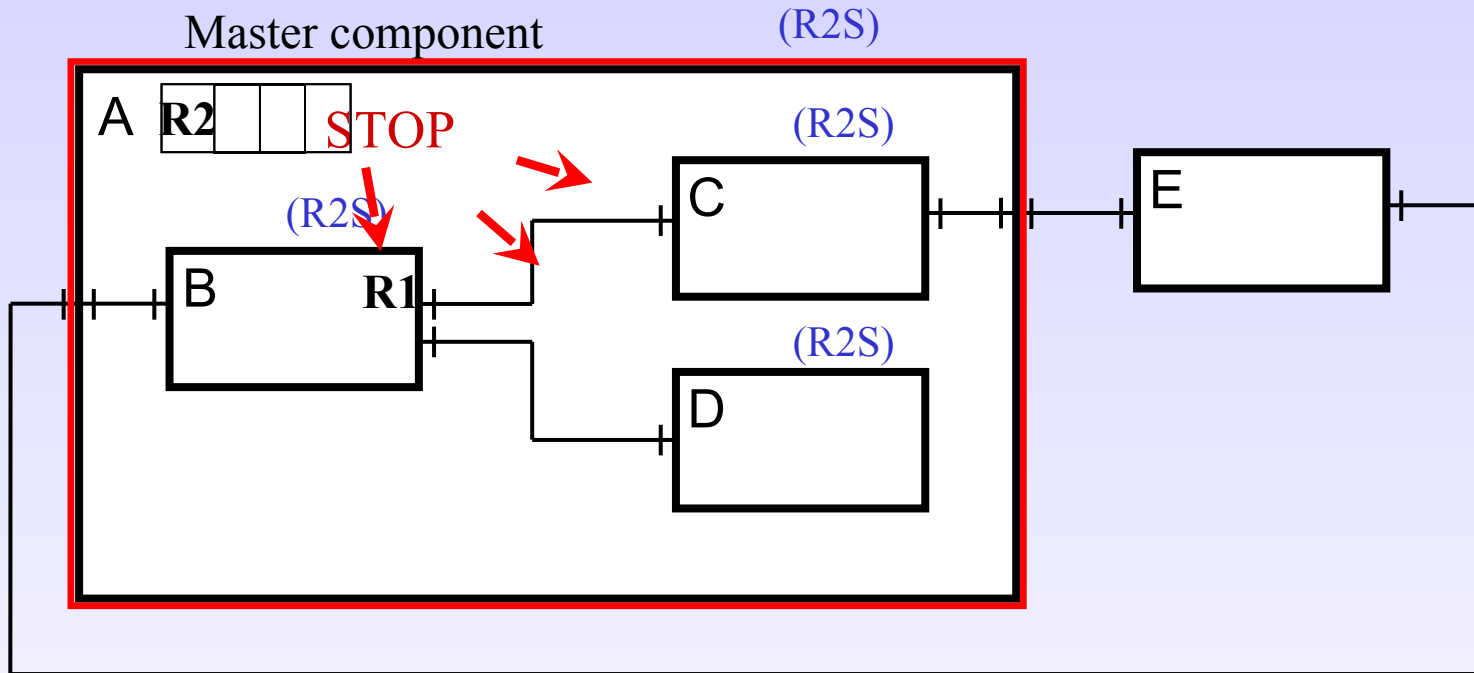 (R2S)
Master component
A R2
STOP
(R2S)
C
E
(R2S)
B R1
(R2S)
D